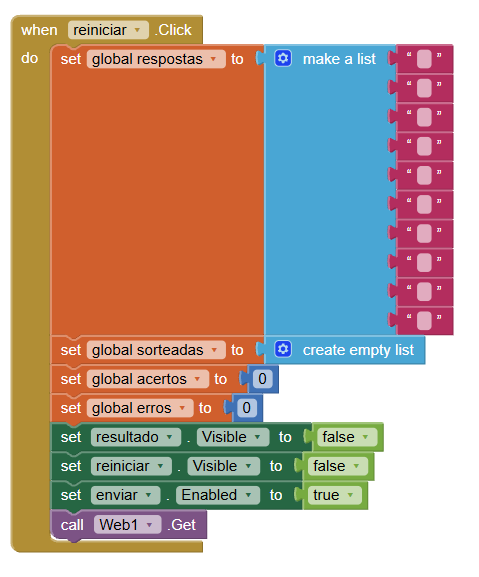 when reiniciar .Click
do set global respostas to make a list “ ”
“ ”
“ ”
“ ”
“ ”
“ ”
“ ”
“ ”
“ ”
“ ”
set global sorteadas to create empty list
set global acertos to 0
set global erros to 0
set resultado . Visible to false
set reiniciar . Visible to false
set enviar . Enabled to true
call Web1 .Get